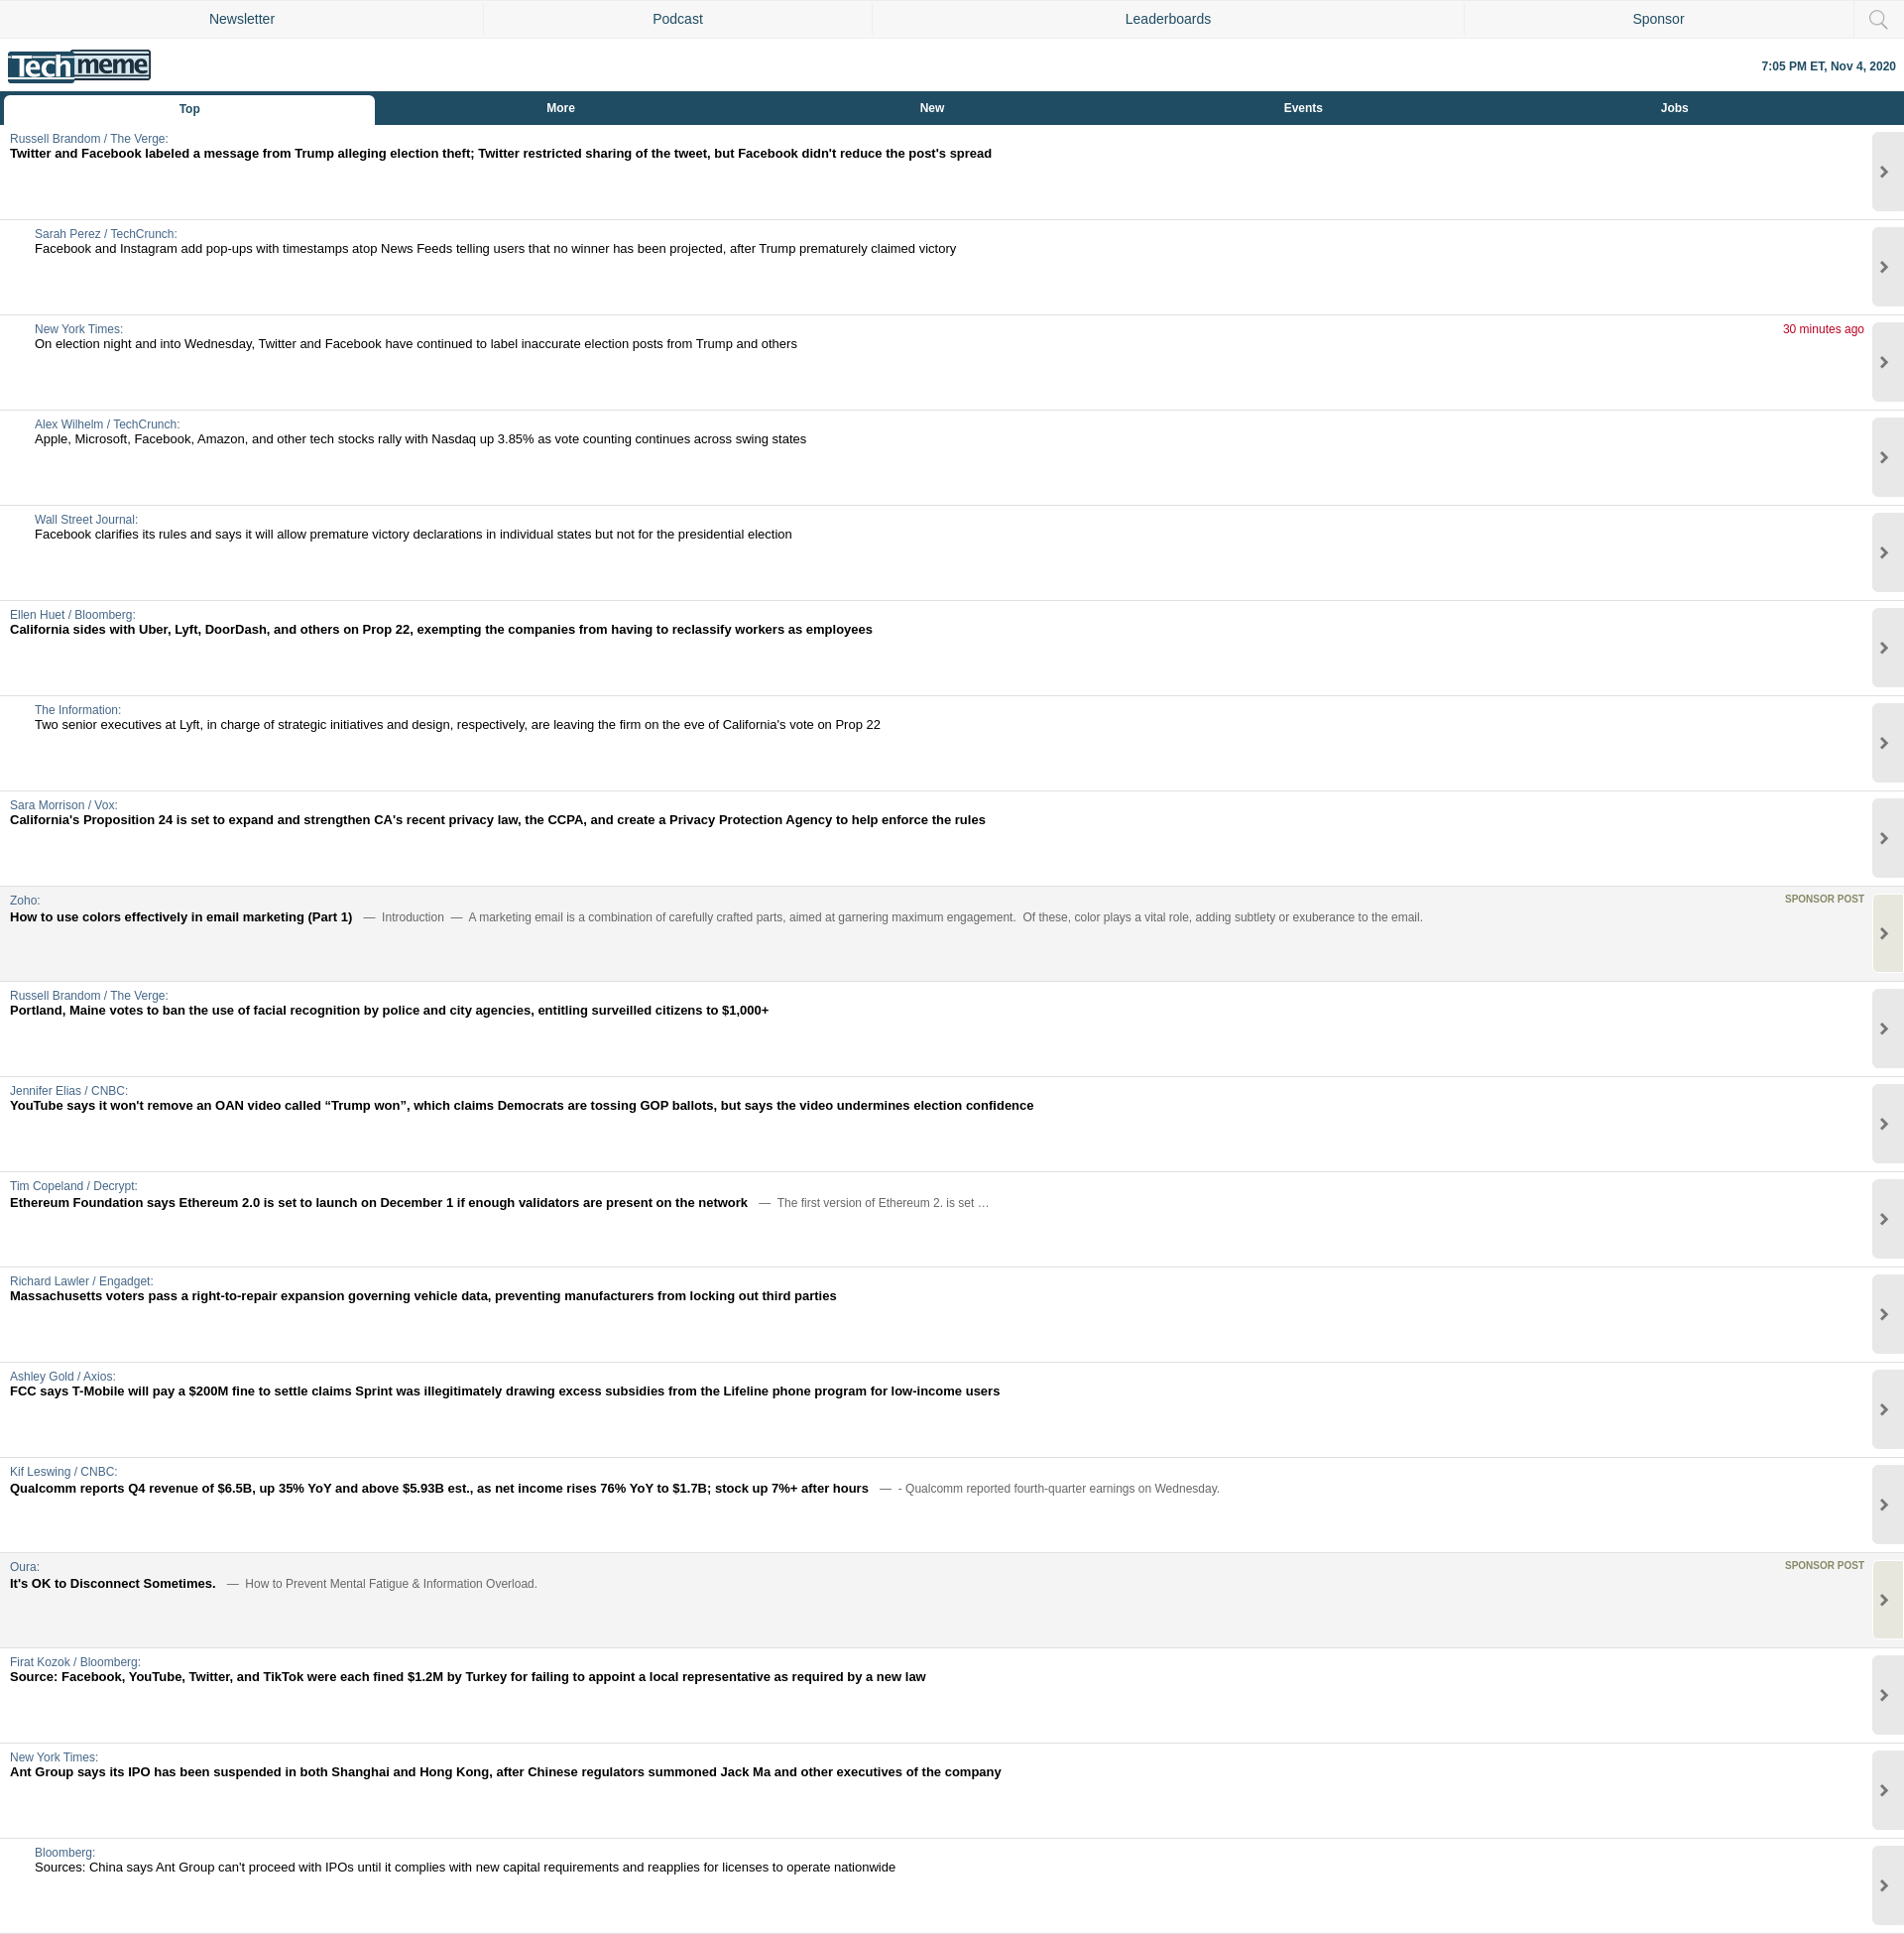 Newsletter
Podcast
Leaderboards
Sponsor
Techmeme
7:05 PM ET, Nov 4, 2020
Top
More
New
Events
Jobs
Russell Brandom / The Verge:
Twitter and Facebook labeled a message from Trump alleging election theft; Twitter restricted sharing of the tweet, but Facebook didn't reduce the post's spread
Sarah Perez / TechCrunch:
Facebook and Instagram add pop-ups with timestamps atop News Feeds telling users that no winner has been projected, after Trump prematurely claimed victory
New York Times:
30 minutes ago
On election night and into Wednesday, Twitter and Facebook have continued to label inaccurate election posts from Trump and others
Alex Wilhelm / TechCrunch:
Apple, Microsoft, Facebook, Amazon, and other tech stocks rally with Nasdaq up 3.85% as vote counting continues across swing states
Wall Street Journal:
Facebook clarifies its rules and says it will allow premature victory declarations in individual states but not for the presidential election
Ellen Huet / Bloomberg:
California sides with Uber, Lyft, DoorDash, and others on Prop 22, exempting the companies from having to reclassify workers as employees
The Information:
Two senior executives at Lyft, in charge of strategic initiatives and design, respectively, are leaving the firm on the eve of California's vote on Prop 22
Sara Morrison / Vox:
California's Proposition 24 is set to expand and strengthen CA's recent privacy law, the CCPA, and create a Privacy Protection Agency to help enforce the rules
Zoho:
SPONSOR POST
How to use colors effectively in email marketing (Part 1) — Introduction — A marketing email is a combination of carefully crafted parts, aimed at garnering maximum engagement. Of these, color plays a vital role, adding subtlety or exuberance to the email.
Russell Brandom / The Verge:
Portland, Maine votes to ban the use of facial recognition by police and city agencies, entitling surveilled citizens to $1,000+
Jennifer Elias / CNBC:
YouTube says it won't remove an OAN video called “Trump won”, which claims Democrats are tossing GOP ballots, but says the video undermines election confidence
Tim Copeland / Decrypt:
Ethereum Foundation says Ethereum 2.0 is set to launch on December 1 if enough validators are present on the network — The first version of Ethereum 2. is set …
Richard Lawler / Engadget:
Massachusetts voters pass a right-to-repair expansion governing vehicle data, preventing manufacturers from locking out third parties
Ashley Gold / Axios:
FCC says T-Mobile will pay a $200M fine to settle claims Sprint was illegitimately drawing excess subsidies from the Lifeline phone program for low-income users
Kif Leswing / CNBC:
Qualcomm reports Q4 revenue of $6.5B, up 35% YoY and above $5.93B est., as net income rises 76% YoY to $1.7B; stock up 7%+ after hours — - Qualcomm reported fourth-quarter earnings on Wednesday.
Oura:
SPONSOR POST
It's OK to Disconnect Sometimes. — How to Prevent Mental Fatigue & Information Overload.
Firat Kozok / Bloomberg:
Source: Facebook, YouTube, Twitter, and TikTok were each fined $1.2M by Turkey for failing to appoint a local representative as required by a new law
New York Times:
Ant Group says its IPO has been suspended in both Shanghai and Hong Kong, after Chinese regulators summoned Jack Ma and other executives of the company
Bloomberg:
Sources: China says Ant Group can't proceed with IPOs until it complies with new capital requirements and reapplies for licenses to operate nationwide